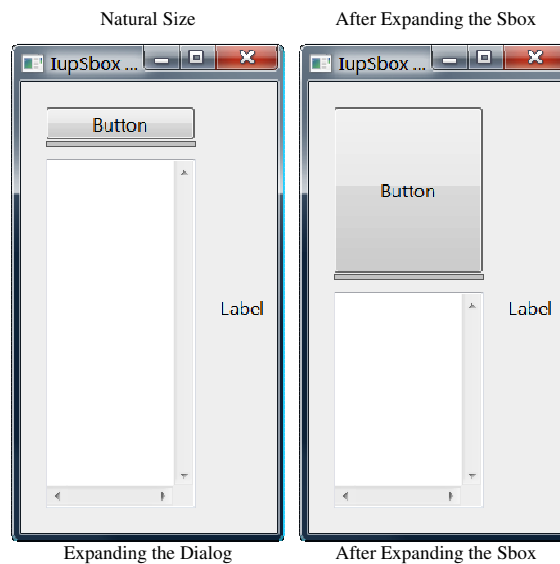 Natural Size
After Expanding the Sbox
IupSbox ...
IupSbox ...
Button
Button
Label
Label
Expanding the Dialog
After Expanding the Sbox